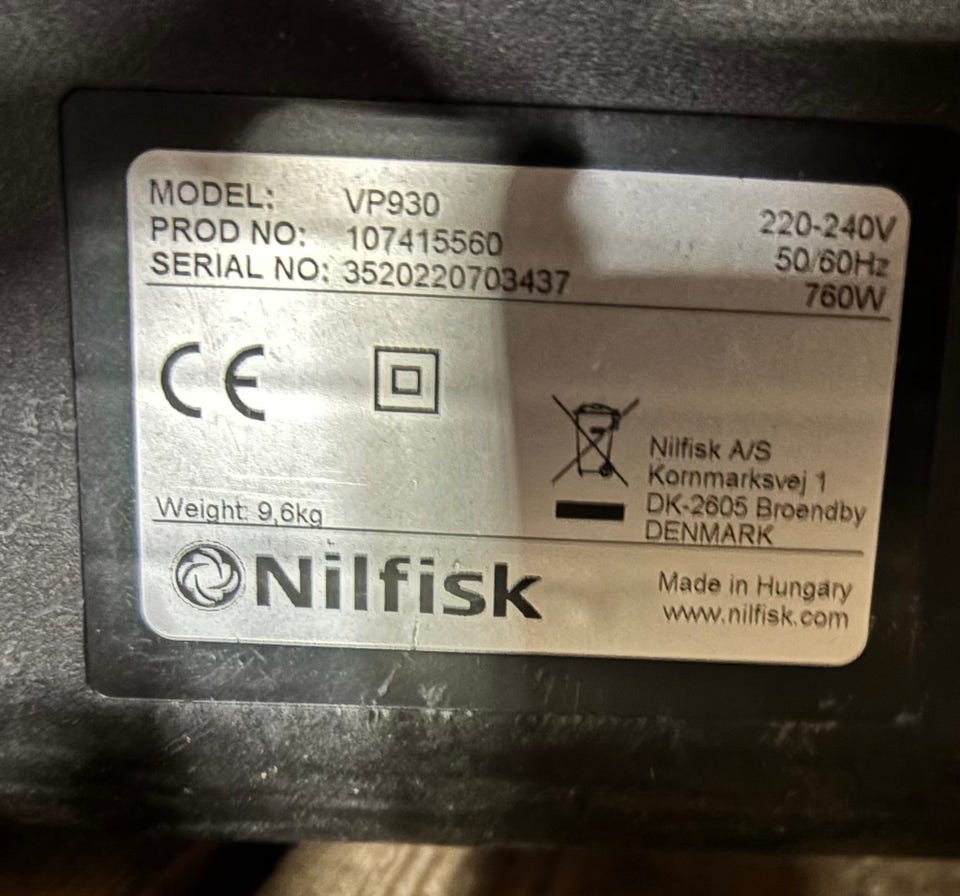 MODEL: VP930
PROD NO: 107415560
SERIAL NO: 3520220703437
220-240V
50/60Hz
760W
CE
Nilfisk A/S
Kornmarksvej 1
DK-2605 Broendby
DENMARK
Weight: 9,6kg
Nilfisk
Made in Hungary
www.nilfisk.com